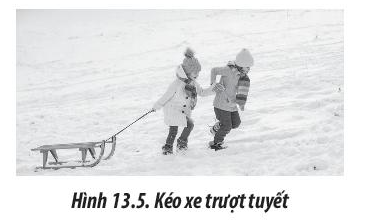 Hình 13.5. Kéo xe trượt tuyết